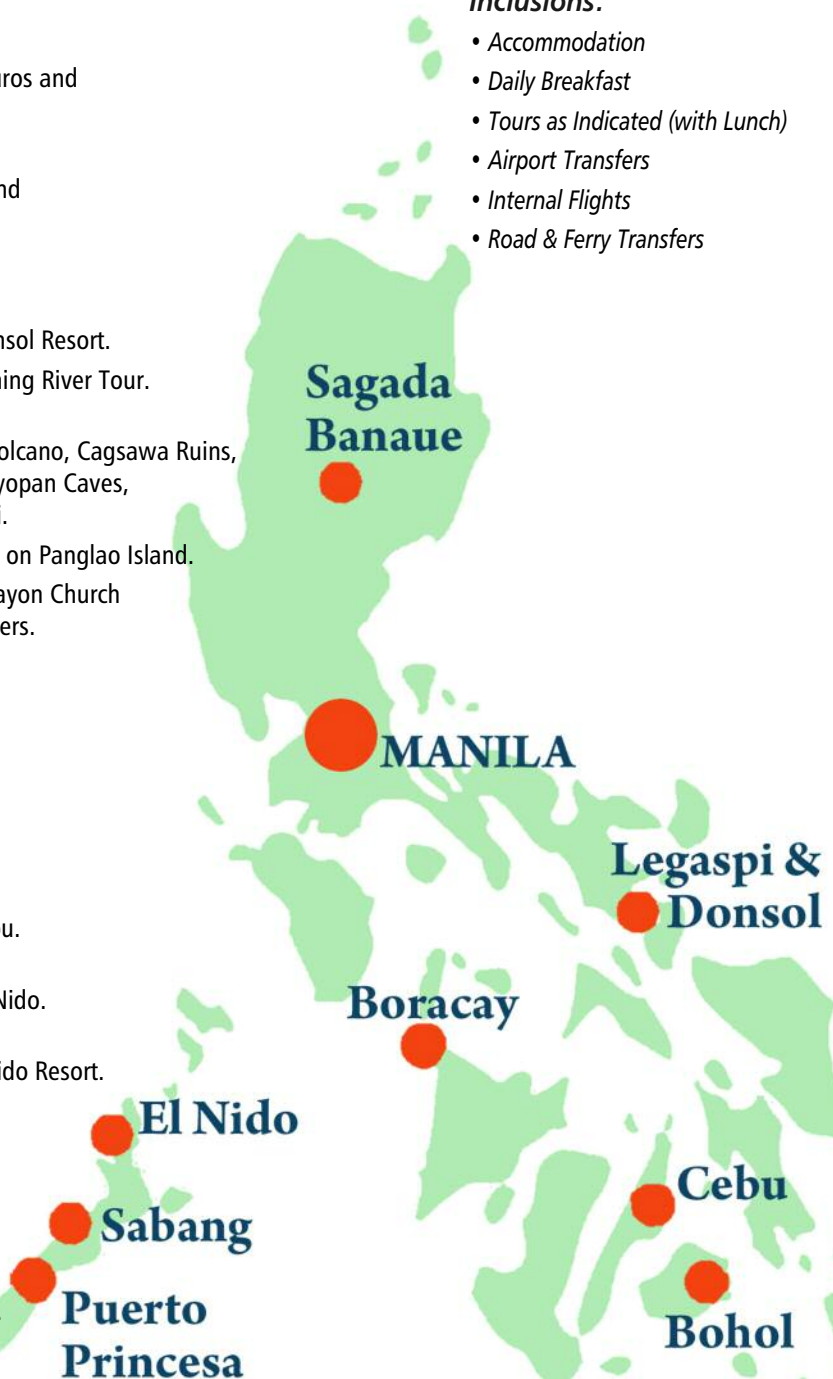 Inclusions:
• Accommodation
• Daily Breakfast
• Tours as Indicated (with Lunch)
• Airport Transfers
• Internal Flights
• Road & Ferry Transfers
ros and
nd
nsol Resort.
ing River Tour.
olcano, Cagsawa Ruins,
yopan Caves,
i.
on Panglao Island.
ayon Church
ers.
u.
Nido.
ido Resort.
Sagada
Banaue
MANILA
Legaspi &
Donsol
Boracay
El Nido
Cebu
Sabang
Puerto
Princesa
Bohol